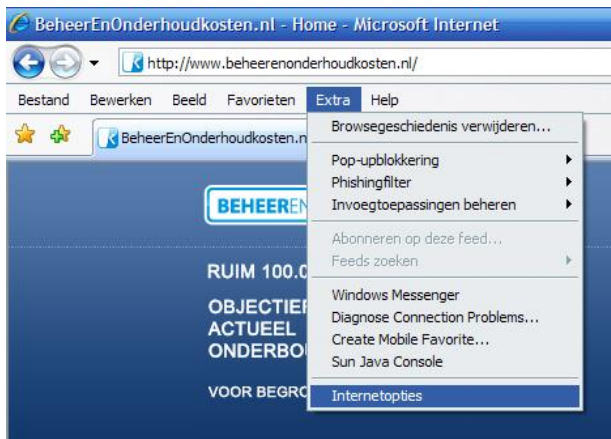 BeheerEnOnderhoudkosten.nl - Home - Microsoft Internet
http://www.beheerenonderhoudkosten.nl/
Bestand Bewerken Beeld Favorieten Extra Help
BeheerEnOnderhoudkosten.n
Browsegeschiedenis verwijderen...
Pop-upblokkering
Phishingfilter
Invoegtoepassingen beheren
Abonneren op deze feed...
Feeds zoeken
Windows Messenger
Diagnose Connection Problems...
Create Mobile Favorite...
Sun Java Console
Internetopties
BEHEEREN
RUIM 100.0
OBJECTIEF
ACTUEEL
ONDERBOU
VOOR BEGRO